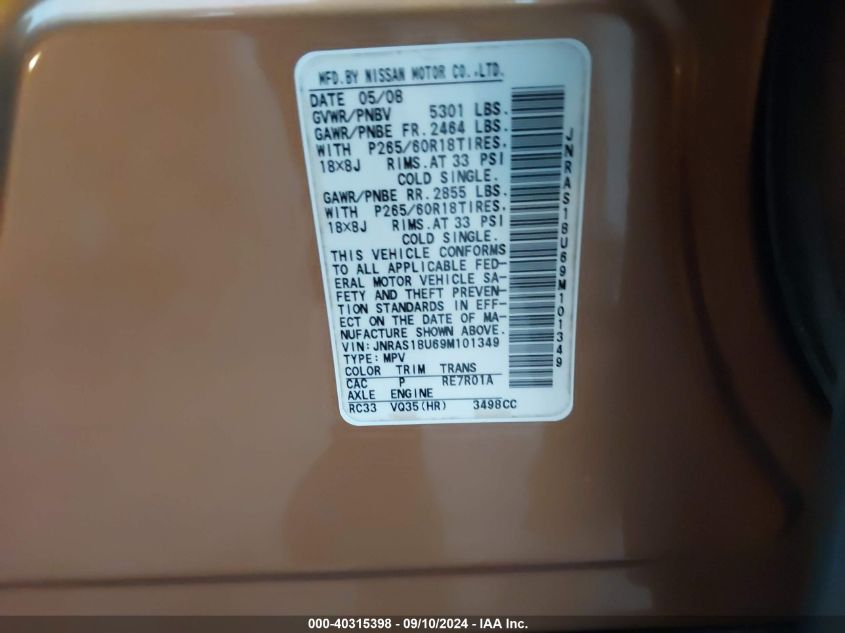 MFD.BY NISSAN MOTOR CO.,LTD.
DATE 05/08
GVWR/PNBV 5301 LBS.
GAWR/PNBE FR. 2464 LBS.
WITH P265/60R18TIRES.
18×8J RIMS.AT 33 PSI
COLD SINGLE.
GAWR/PNBE RR. 2855 LBS.
WITH P265/60R18TIRES.
18×8J RIMS.AT 33 PSI
COLD SINGLE.
THIS VEHICLE CONFORMS
TO ALL APPLICABLE FED-
ERAL MOTOR VEHICLE SA-
FETY AND THEFT PREVEN-
TION STANDARDS IN EFF-
ECT ON THE DATE OF MA-
NUFACTURE SHOWN ABOVE.
VIN: JNRAS18U69M101349
TYPE: MPV
COLOR TRIM TRANS
CAC P RE7R01A
AXLE ENGINE
RC33 VQ35(HR) 3498CC
JNRAS18U69M101349
000-40315398 - 09/10/2024 - IAA Inc.